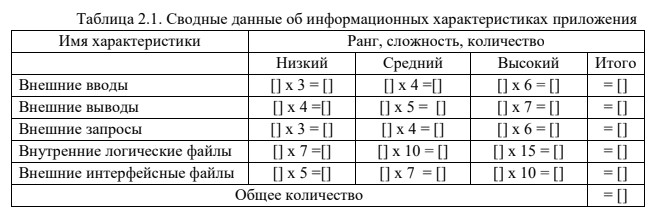 Таблица 2.1. Сводные данные об информационных характеристиках приложения
Имя характеристики Ранг, сложность, количество
Низкий Средний Высокий Итого
Внешние вводы [] x 3 = [] [] x 4 =[] [] x 6 = [] = []
Внешние выводы [] x 4 =[] [] x 5 = [] [] x 7 = [] = []
Внешние запросы [] x 3 = [] [] x 4 = [] [] x 6 = [] = []
Внутренние логические файлы [] x 7 =[] [] x 10 = [] [] x 15 = [] = []
Внешние интерфейсные файлы [] x 5 =[] [] x 7 = [] [] x 10 = [] = []
Общее количество = []